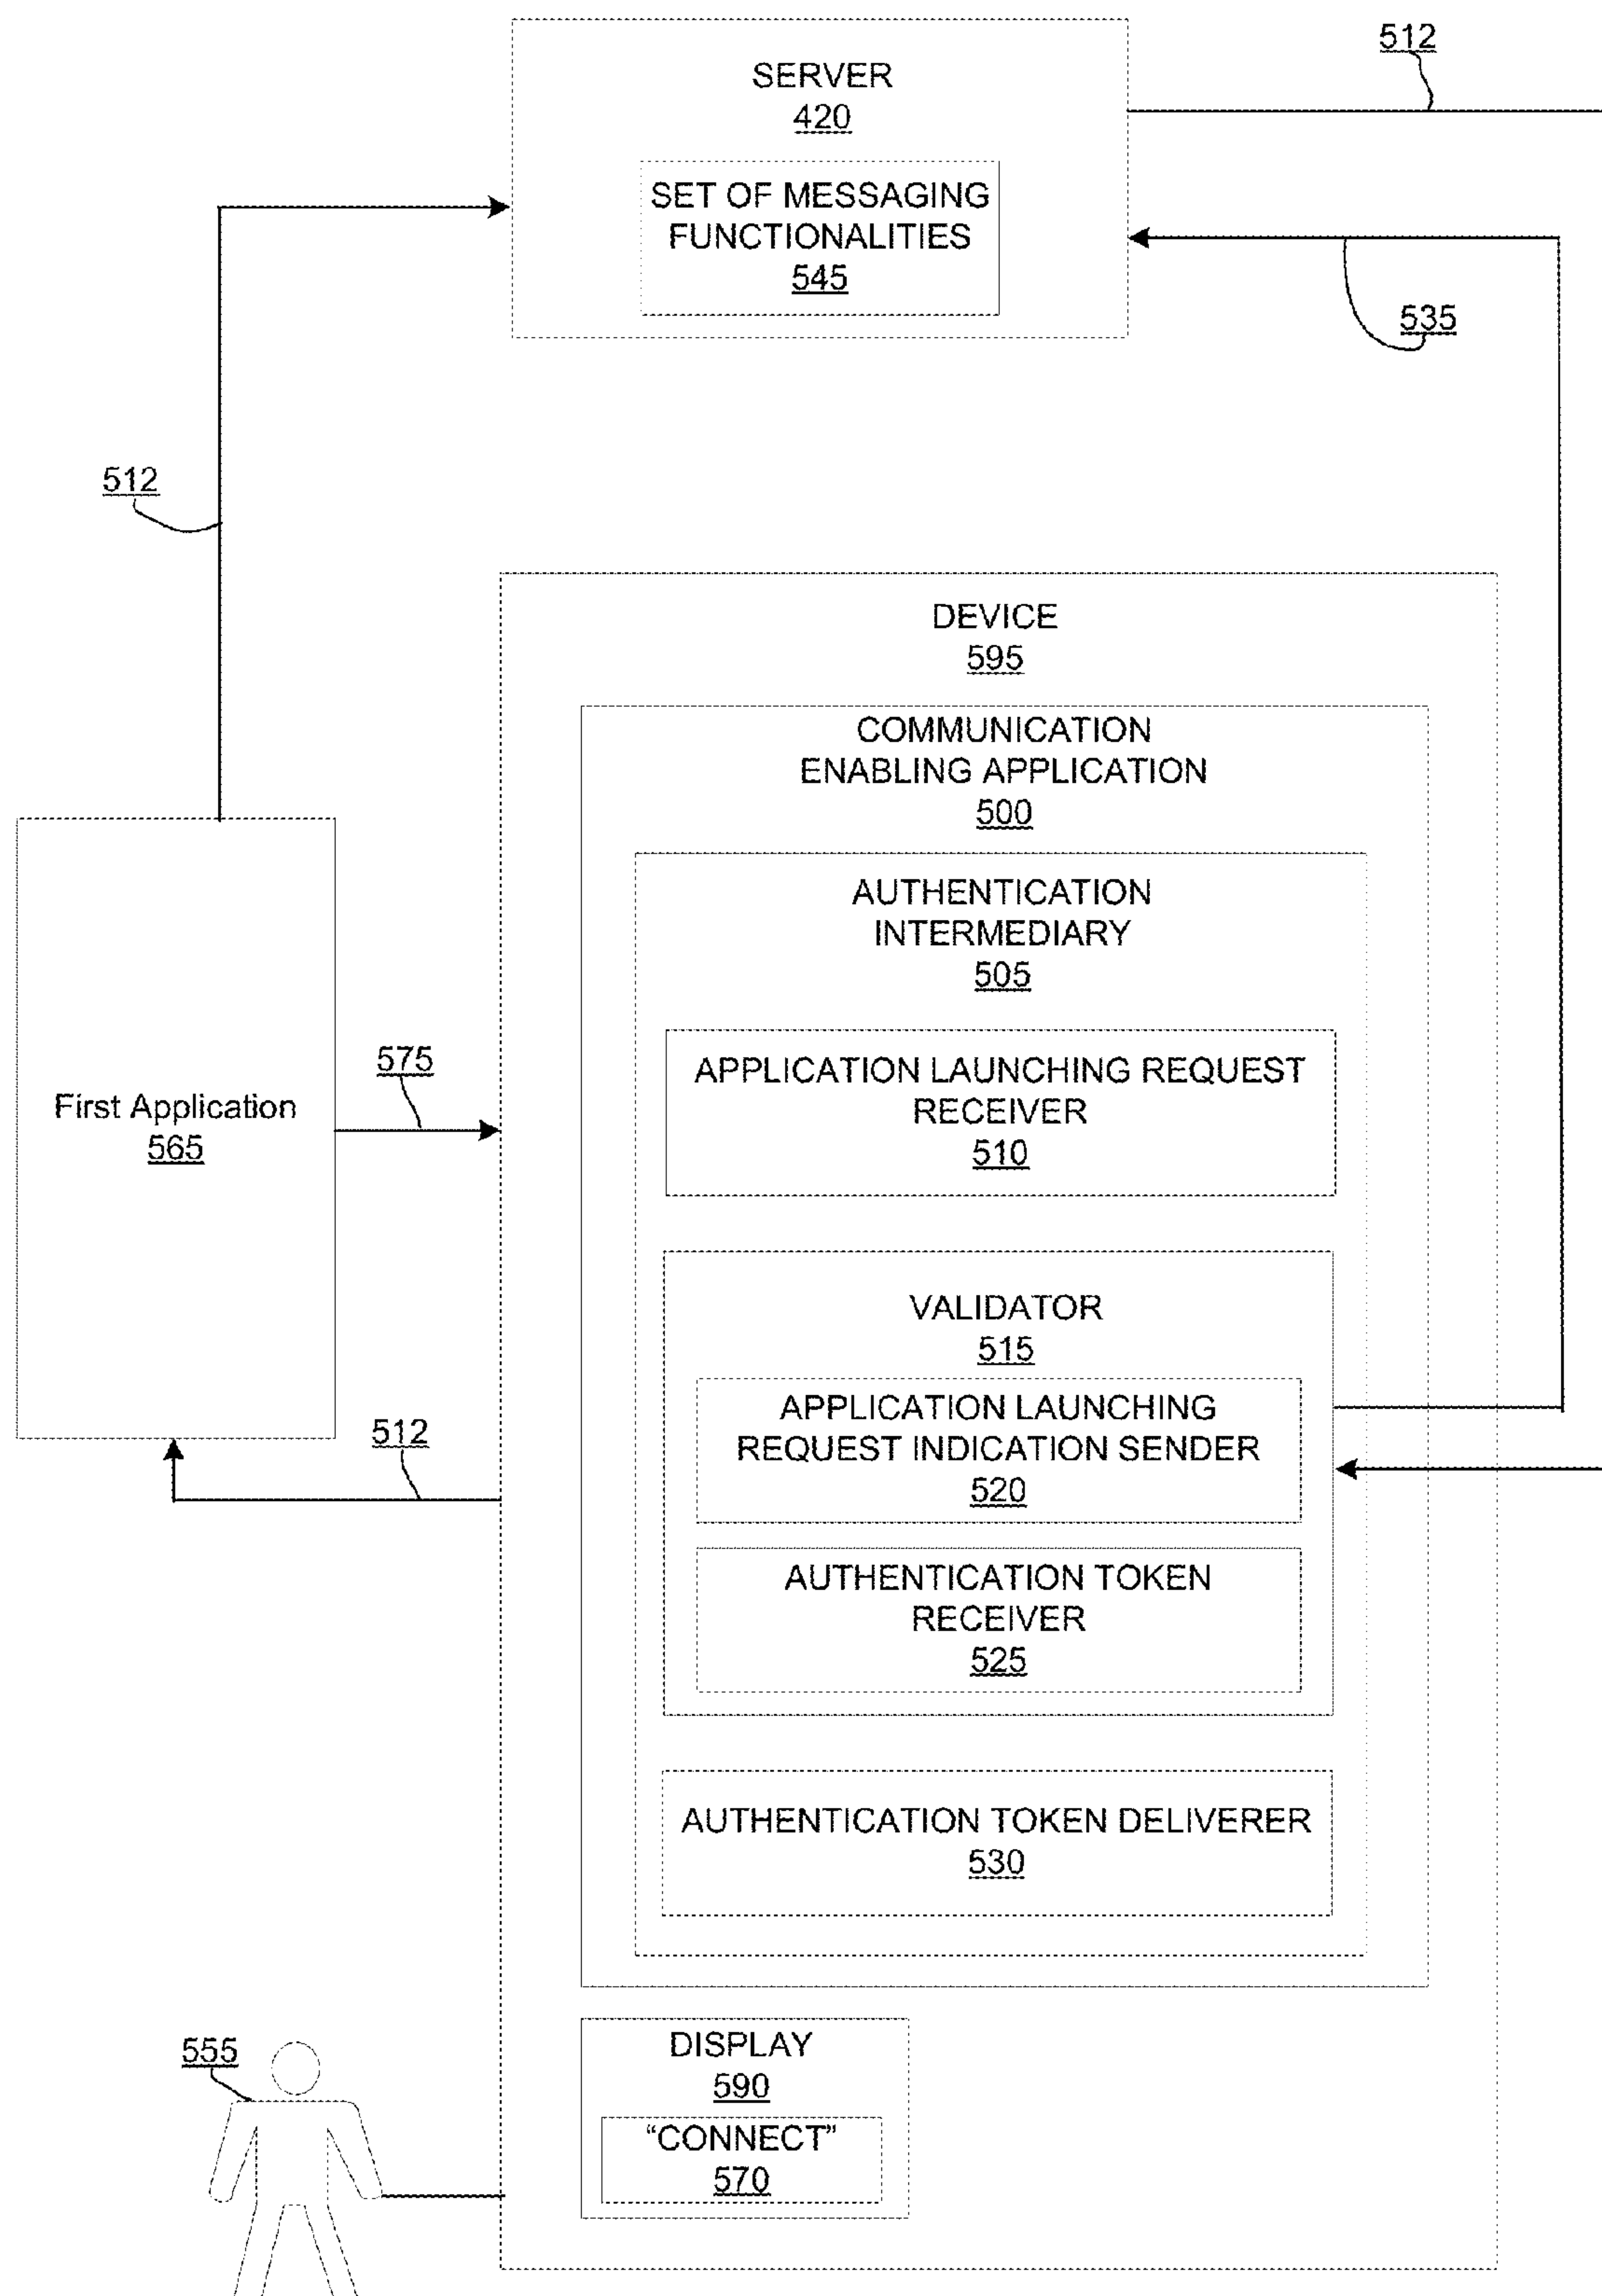 512
SERVER
420
SET OF MESSAGING
FUNCTIONALITIES
545
535
512
DEVICE
595
COMMUNICATION
ENABLING APPLICATION
500
AUTHENTICATION
INTERMEDIARY
505
575
APPLICATION LAUNCHING REQUEST
RECEIVER
510
First Application
565
VALIDATOR
515
APPLICATION LAUNCHING
REQUEST INDICATION SENDER
520
512
AUTHENTICATION TOKEN
RECEIVER
525
AUTHENTICATION TOKEN DELIVERER
530
555
DISPLAY
590
“CONNECT”
570